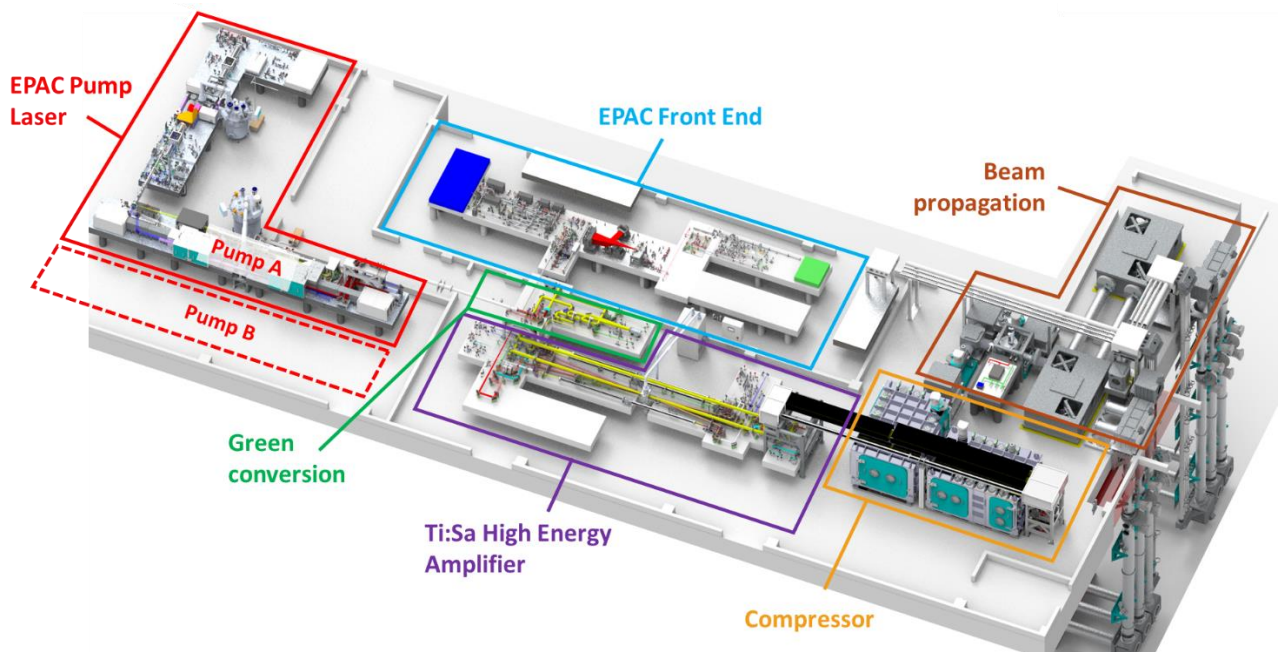 EPAC Pump
Laser
EPAC Front End
Beam
propagation
Pump A
Pump B
Green
conversion
Ti:Sa High Energy
Amplifier
Compressor